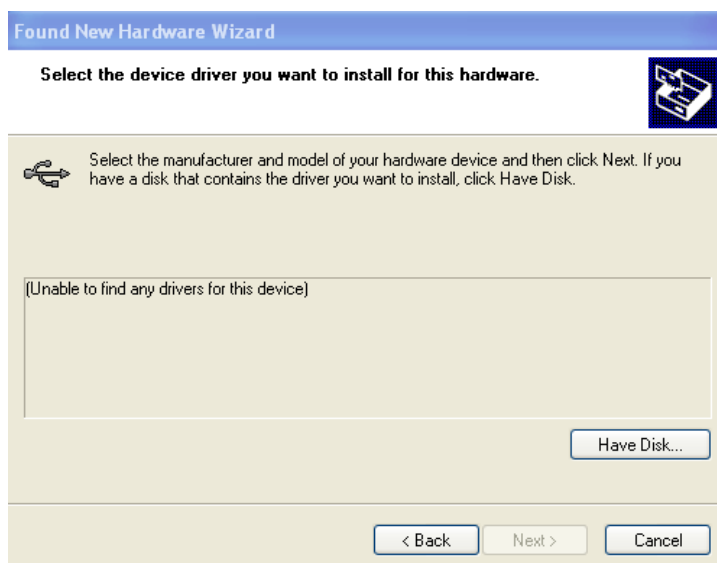 Found New Hardware Wizard
Select the device driver you want to install for this hardware.
Select the manufacturer and model of your hardware device and then click Next. If you
have a disk that contains the driver you want to install, click Have Disk.
(Unable to find any drivers for this device)
Have Disk...
< Back
Next >
Cancel